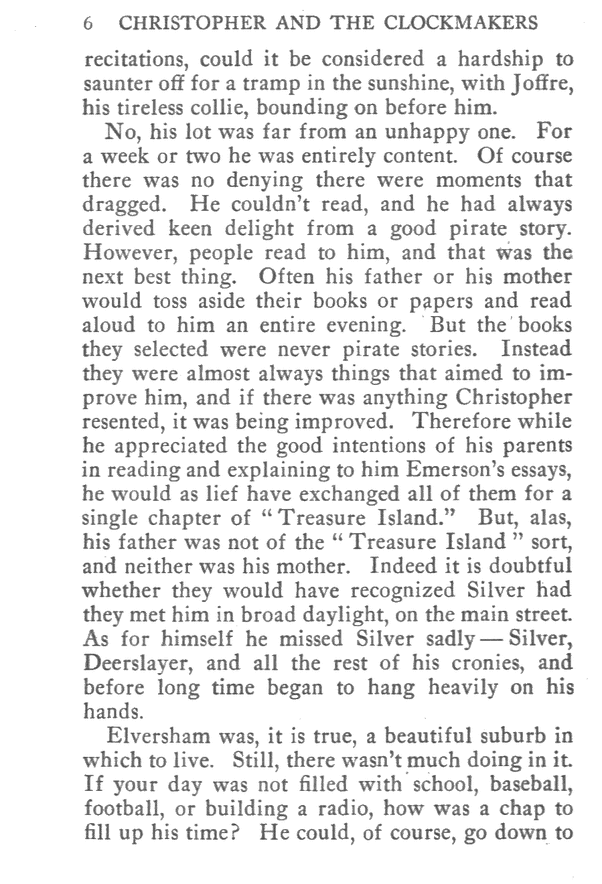 6 CHRISTOPHER AND THE CLOCKMAKERS
recitations, could it be considered a hardship to
saunter off for a tramp in the sunshine, with Joffre,
his tireless collie, bounding on before him.
No, his lot was far from an unhappy one. For
a week or two he was entirely content. Of course
there was no denying there were moments that
dragged. He couldn't read, and he had always
derived keen delight from a good pirate story.
However, people read to him, and that was the
next best thing. Often his father or his mother
would toss aside their books or papers and read
aloud to him an entire evening. But the books
they selected were never pirate stories. Instead
they were almost always things that aimed to im-
prove him, and if there was anything Christopher
resented, it was being improved. Therefore while
he appreciated the good intentions of his parents
in reading and explaining to him Emerson's essays,
he would as lief have exchanged all of them for a
single chapter of "Treasure Island." But, alas,
his father was not of the "Treasure Island" sort,
and neither was his mother. Indeed it is doubtful
whether they would have recognized Silver had
they met him in broad daylight, on the main street.
As for himself he missed Silver sadly — Silver,
Deerslayer, and all the rest of his cronies, and
before long time began to hang heavily on his
hands.
Elversham was, it is true, a beautiful suburb in
which to live. Still, there wasn't much doing in it.
If your day was not filled with school, baseball,
football, or building a radio, how was a chap to
fill up his time? He could, of course, go down to